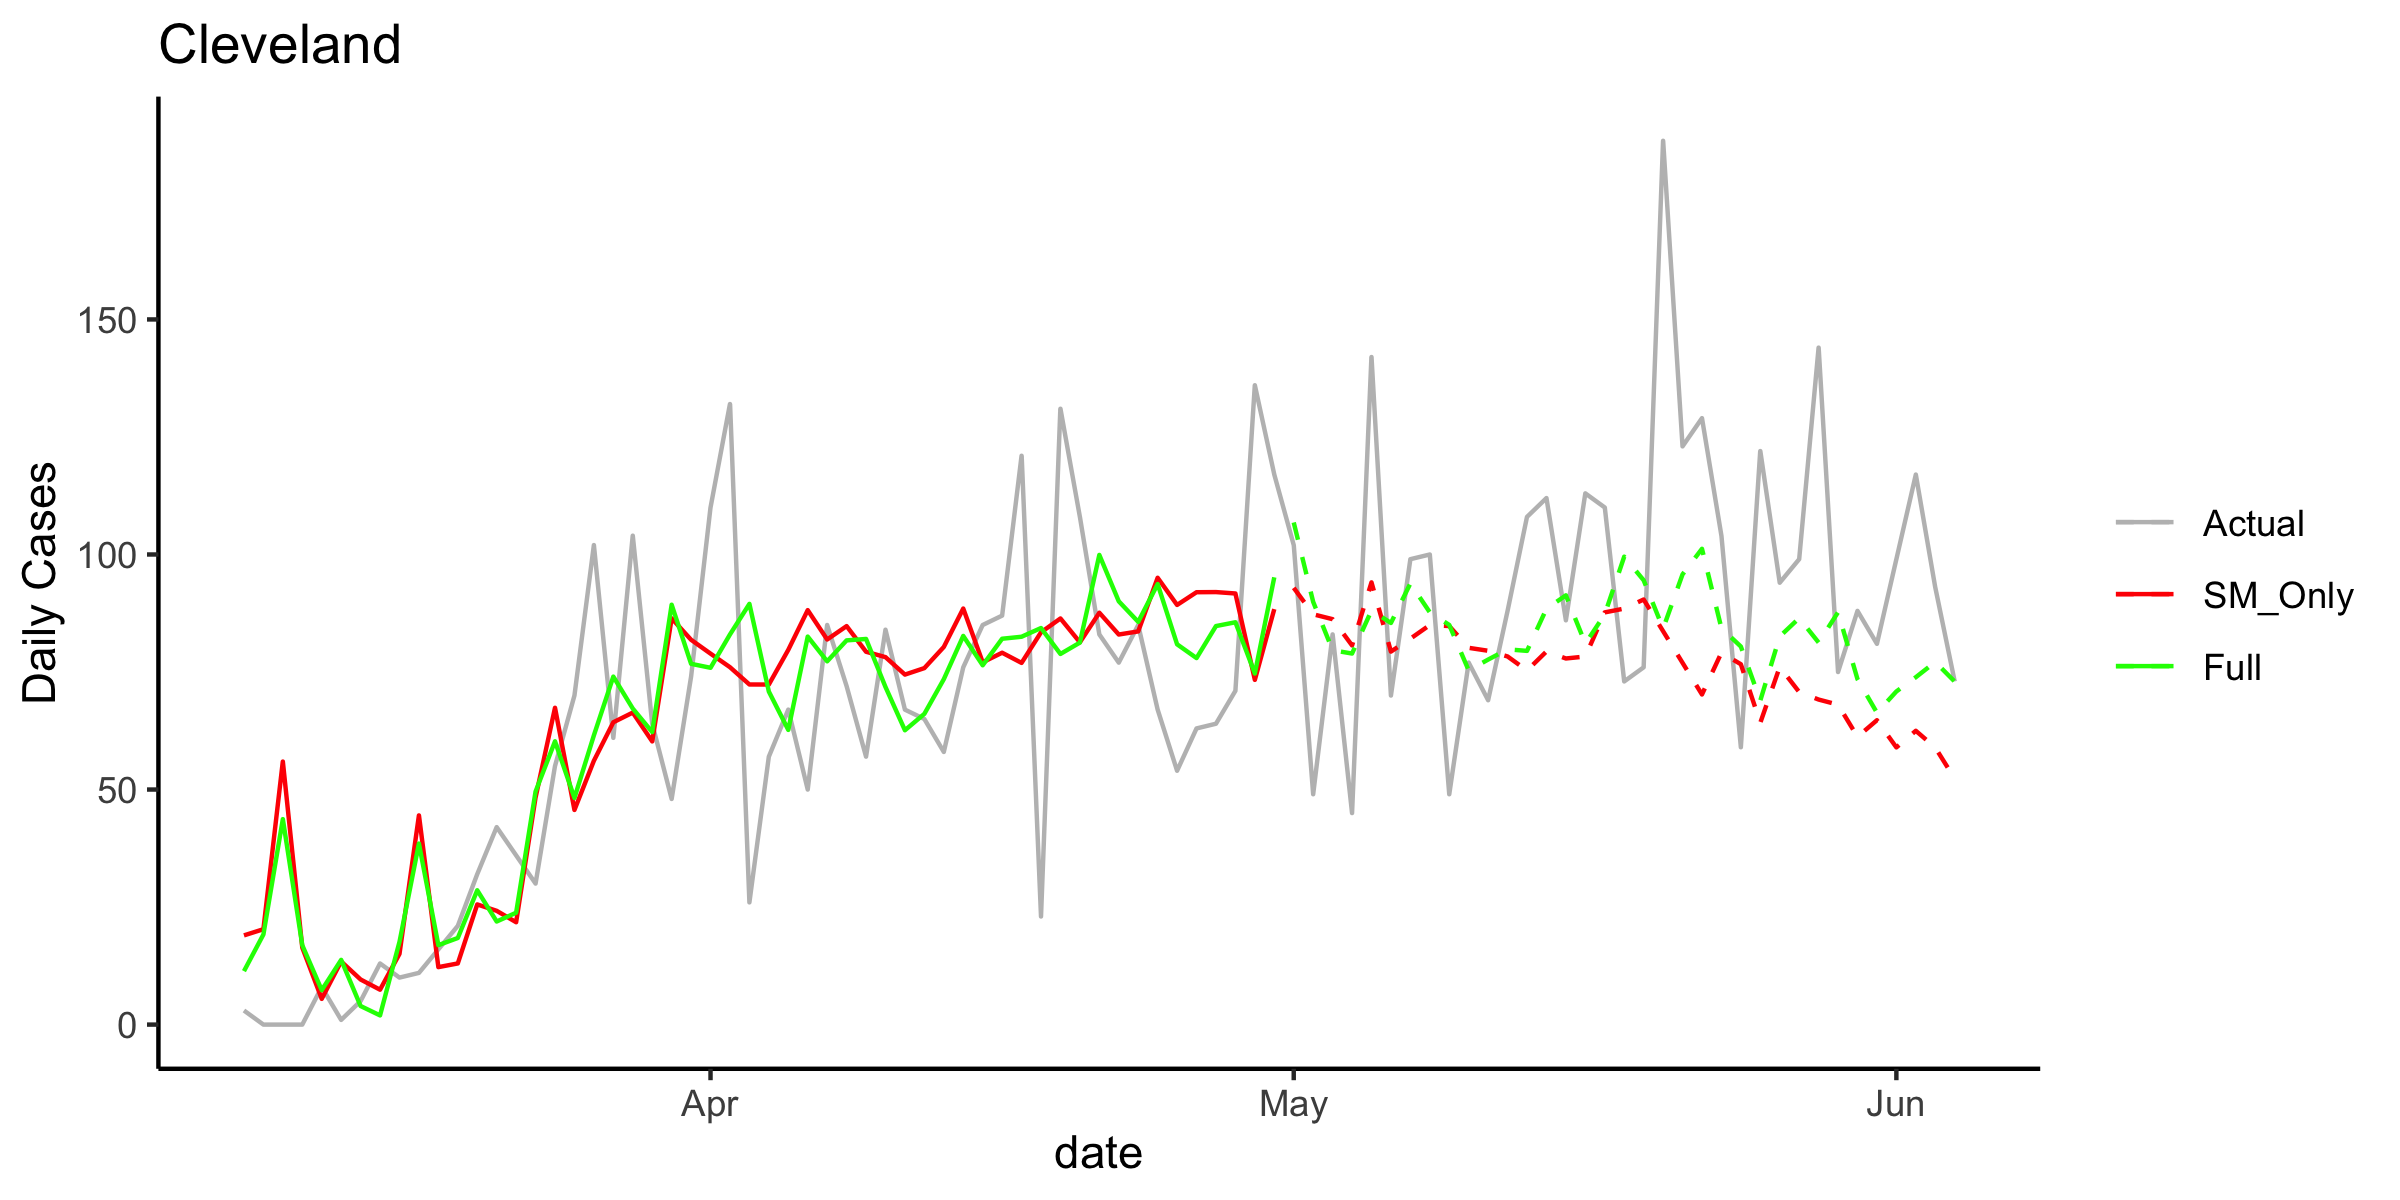 Cleveland
Daily Cases
150
100
50
0
Apr
May
Jun
date
Actual
SM_Only
Full